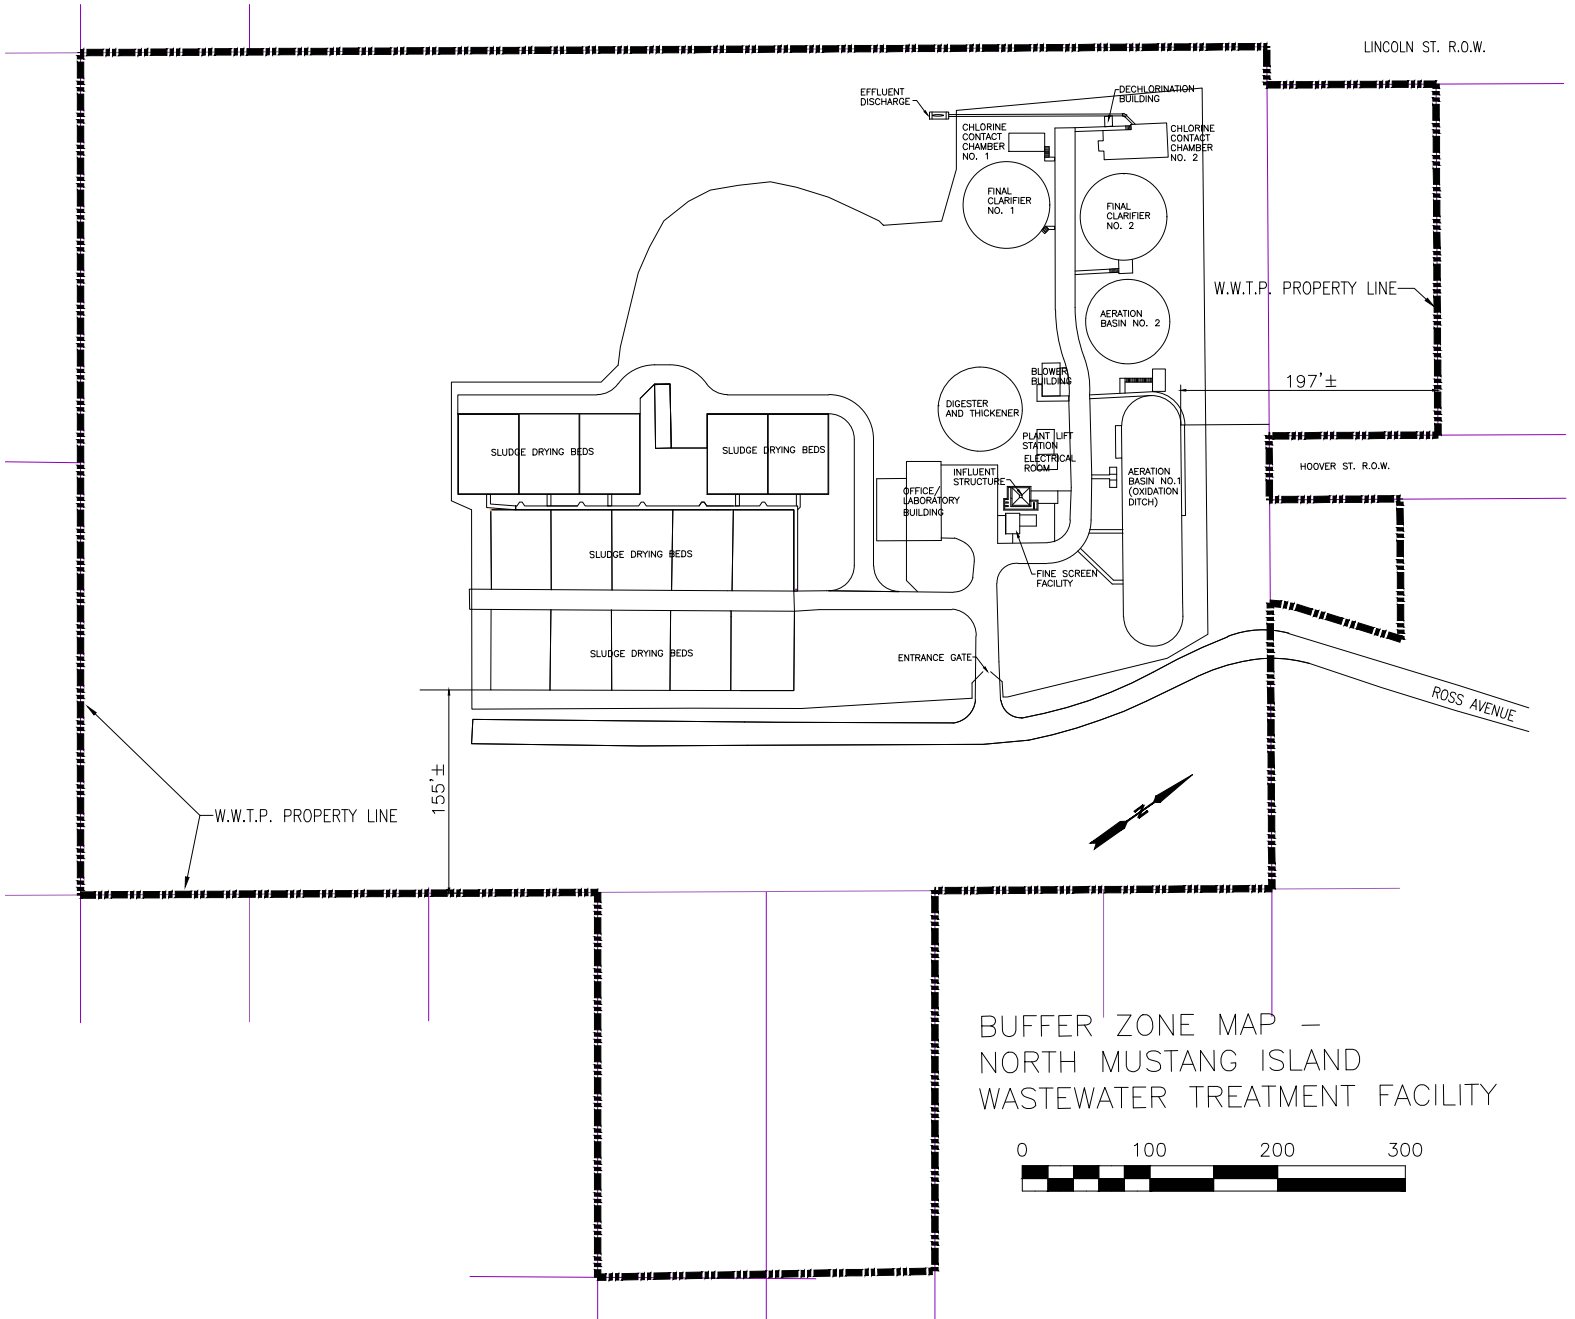 LINCOLN ST. R.O.W.
EFFLUENT
DISCHARGE
DECHLORINATION
BUILDING
CHLORINE
CONTACT
CHAMBER
NO. 1
CHLORINE
CONTACT
CHAMBER
NO. 2
FINAL
CLARIFIER
NO. 1
FINAL
CLARIFIER
NO. 2
W.W.T.P. PROPERTY LINE
AERATION
BASIN NO. 2
BLOWER
BUILDING
197'±
DIGESTER
AND THICKENER
PLANT LIFT
STATION
ELECTRICAL
ROOM
SLUDGE DRYING BEDS
SLUDGE DRYING BEDS
HOOVER ST. R.O.W.
INFLUENT
STRUCTURE
AERATION
BASIN NO.1
(OXIDATION
DITCH)
OFFICE/
LABORATORY
BUILDING
SLUDGE DRYING BEDS
FINE SCREEN
FACILITY
SLUDGE DRYING BEDS
ENTRANCE GATE
ROSS AVENUE
155'±
W.W.T.P. PROPERTY LINE
N
BUFFER ZONE MAP –
NORTH MUSTANG ISLAND
WASTEWATER TREATMENT FACILITY
0 100 200 300